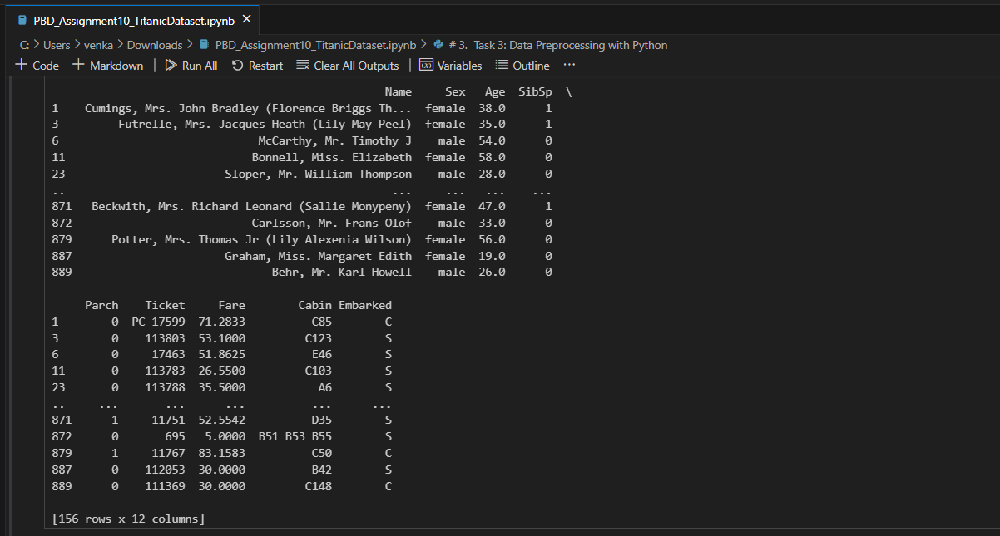 PBD_Assignment10_TitanicDataset.ipynb ×
C: > Users > venka > Downloads > PBD_Assignment10_TitanicDataset.ipynb > # 3. Task 3: Data Preprocessing with Python
+ Code + Markdown | Run All Restart Clear All Outputs | Variables Outline ...
Name Sex Age SibSp \
1 Cumings, Mrs. John Bradley (Florence Briggs Th... female 38.0 1
3 Futrelle, Mrs. Jacques Heath (Lily May Peel) female 35.0 1
6 McCarthy, Mr. Timothy J male 54.0 0
11 Bonnell, Miss. Elizabeth female 58.0 0
23 Sloper, Mr. William Thompson male 28.0 0
.. ... ... ... ...
871 Beckwith, Mrs. Richard Leonard (Sallie Monypeny) female 47.0 1
872 Carlsson, Mr. Frans Olof male 33.0 0
879 Potter, Mrs. Thomas Jr (Lily Alexenia Wilson) female 56.0 0
887 Graham, Miss. Margaret Edith female 19.0 0
889 Behr, Mr. Karl Howell male 26.0 0
Parch Ticket Fare Cabin Embarked
1 0 PC 17599 71.2833 C85 C
3 0 113803 53.1000 C123 S
6 0 17463 51.8625 E46 S
11 0 113783 26.5500 C103 S
23 0 113788 35.5000 A6 S
.. ... ... ... ... ...
871 1 11751 52.5542 D35 S
872 0 695 5.0000 B51 B53 B55 S
879 1 11767 83.1583 C50 C
887 0 112053 30.0000 B42 S
889 0 111369 30.0000 C148 C
[156 rows x 12 columns]